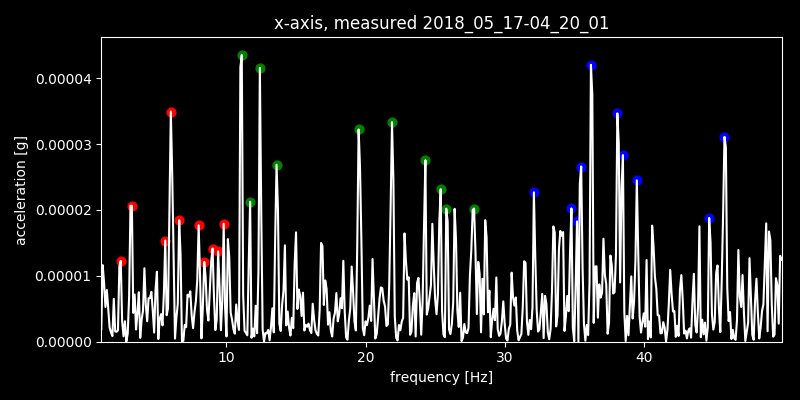 x-axis, measured 2018_05_17-04_20_01
acceleration [g]
0.00004
0.00003
0.00002
0.00001
0.00000
10 20 30 40
frequency [Hz]